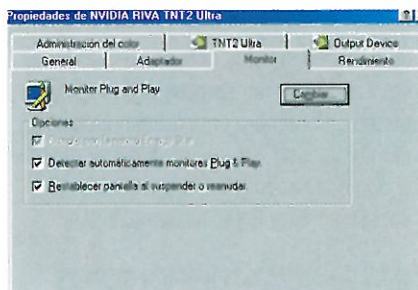 Propiedades de NVIDIA RIVA TNT2 Ultra
Administración del color TNT2 Ultra Output Device
General Adaptador Monitor Rendimiento
Monitor Plug and Play Cambiar...
Opciones
Detectar automáticamente monitores Plug & Play.
Restablecer pantalla al suspender o reanudar.